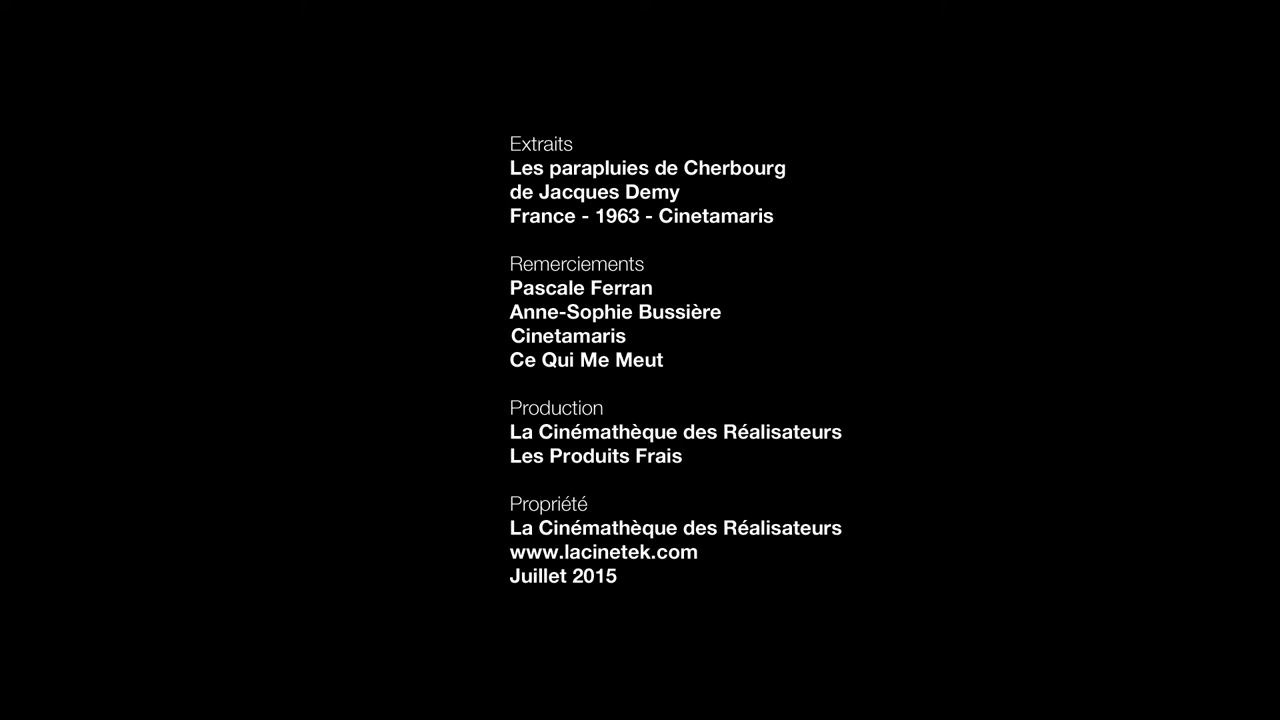 Extraits
Les parapluies de Cherbourg
de Jacques Demy
France - 1963 - Cinetamaris
Remerciements
Pascale Ferran
Anne-Sophie Bussière
Cinetamaris
Ce Qui Me Meut
Production
La Cinémathèque des Réalisateurs
Les Produits Frais
Propriété
La Cinémathèque des Réalisateurs
www.lacinetek.com
Juillet 2015